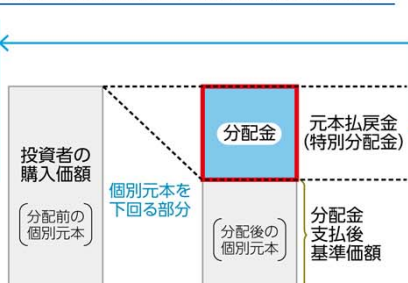 投資者の
購入価額
（分配前の
個別元本）
個別元本を
下回る部分
分配金
（分配後の
個別元本）
元本払戻金
(特別分配金)
分配金
支払後
基準価額